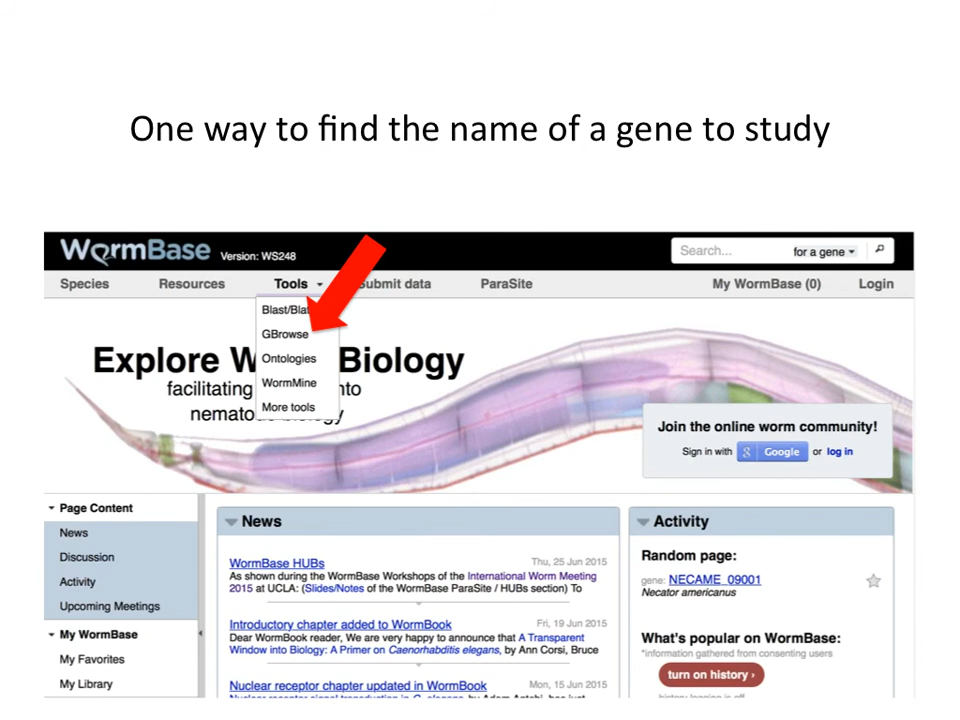 One way to find the name of a gene to study
WormBase Version: WS248
Search... for a gene
Species Resources Tools Submit data ParaSite My WormBase (0) Login
GBrowse
Ontologies
WormMine
More tools
Explore Biology
facilitating
Join the online worm community!
Sign in with Google or log in
Page Content
News
Discussion
Activity
Upcoming Meetings
My WormBase
My Favorites
My Library
News
WormBase HUBs Thu, 25 Jun 2015
As shown during the WormBase Workshops of the International Worm Meeting
2015 at UCLA: (Slides/Notes of the WormBase ParaSite / HUBs section) To
Introductory chapter added to WormBook Fri, 19 Jun 2015
Dear WormBook reader, We are very happy to announce that A Transparent
Window into Biology: A Primer on Caenorhabditis elegans, by Ann Corsi, Bruce
Nuclear receptor chapter updated in WormBook Mon, 15 Jun 2015
Activity
Random page:
gene: NECAME_09001
Necator americanus
What's popular on WormBase:
*information gathered from consenting users
turn on history ›